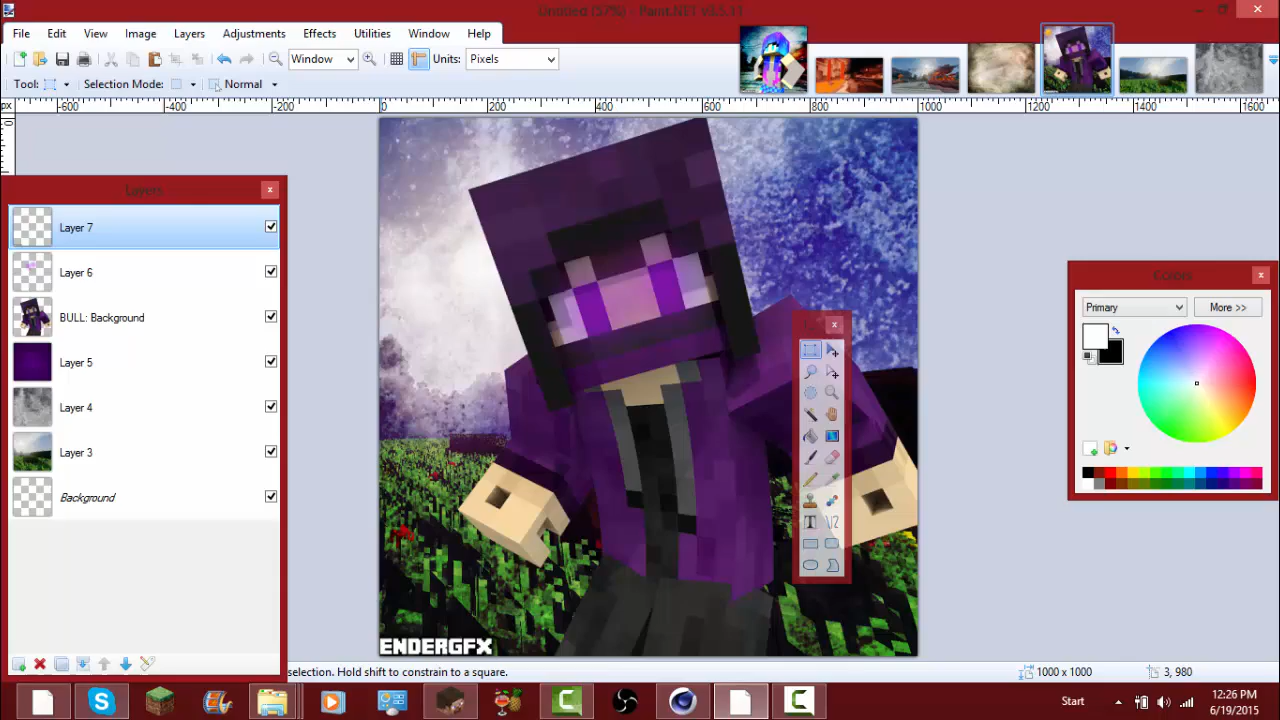 Untitled (57%) - Paint.NET v3.5.11
File Edit View Image Layers Adjustments Effects Utilities Window Help
Window Units: Pixels
Tool: Selection Mode: Normal
px -600 -400 -200 0 200 400 600 800 1000 1200 1400 1600
0
Layers
Layer 7
Layer 6
BULL: Background
Layer 5
Layer 4
Layer 3
Background
Colors
Primary More >>
T
ENDERGFX
selection. Hold shift to constrain to a square. 1000 x 1000 3, 980
Start 12:26 PM
6/19/2015